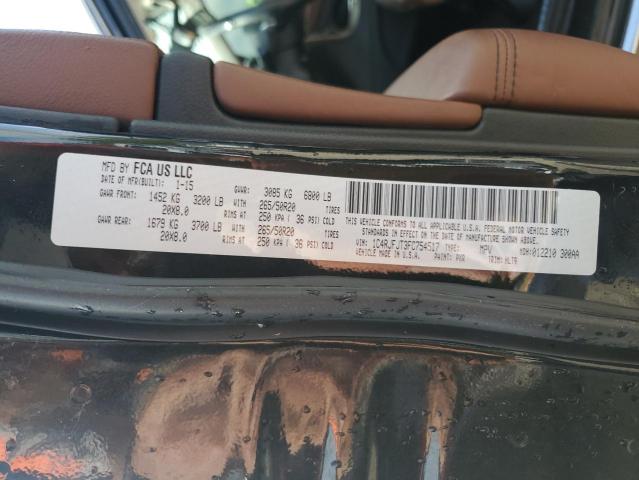 MFD BY FCA US LLC
DATE OF MFR(BUILT): 1-15 GVWR: 3085 KG 6800 LB
GAWR FRONT: 1452 KG 3200 LB WITH 265/50R20 TIRES
20X8.0 RIMS AT 250 KPA ( 36 PSI) COLD
GAWR REAR: 1679 KG 3700 LB WITH 265/50R20 TIRES
20X8.0 RIMS AT 250 KPA ( 36 PSI) COLD
THIS VEHICLE CONFORMS TO ALL APPLICABLE U.S.A. FEDERAL MOTOR VEHICLE SAFETY
STANDARDS IN EFFECT ON THE DATE OF MANUFACTURE SHOWN ABOVE.
VIN: 1C4RJFJT3FC754517 TYPE: MPV MDH:012210 300AA
VEHICLE MADE IN U.S.A. PAINT: PXR TRIM: HLTR